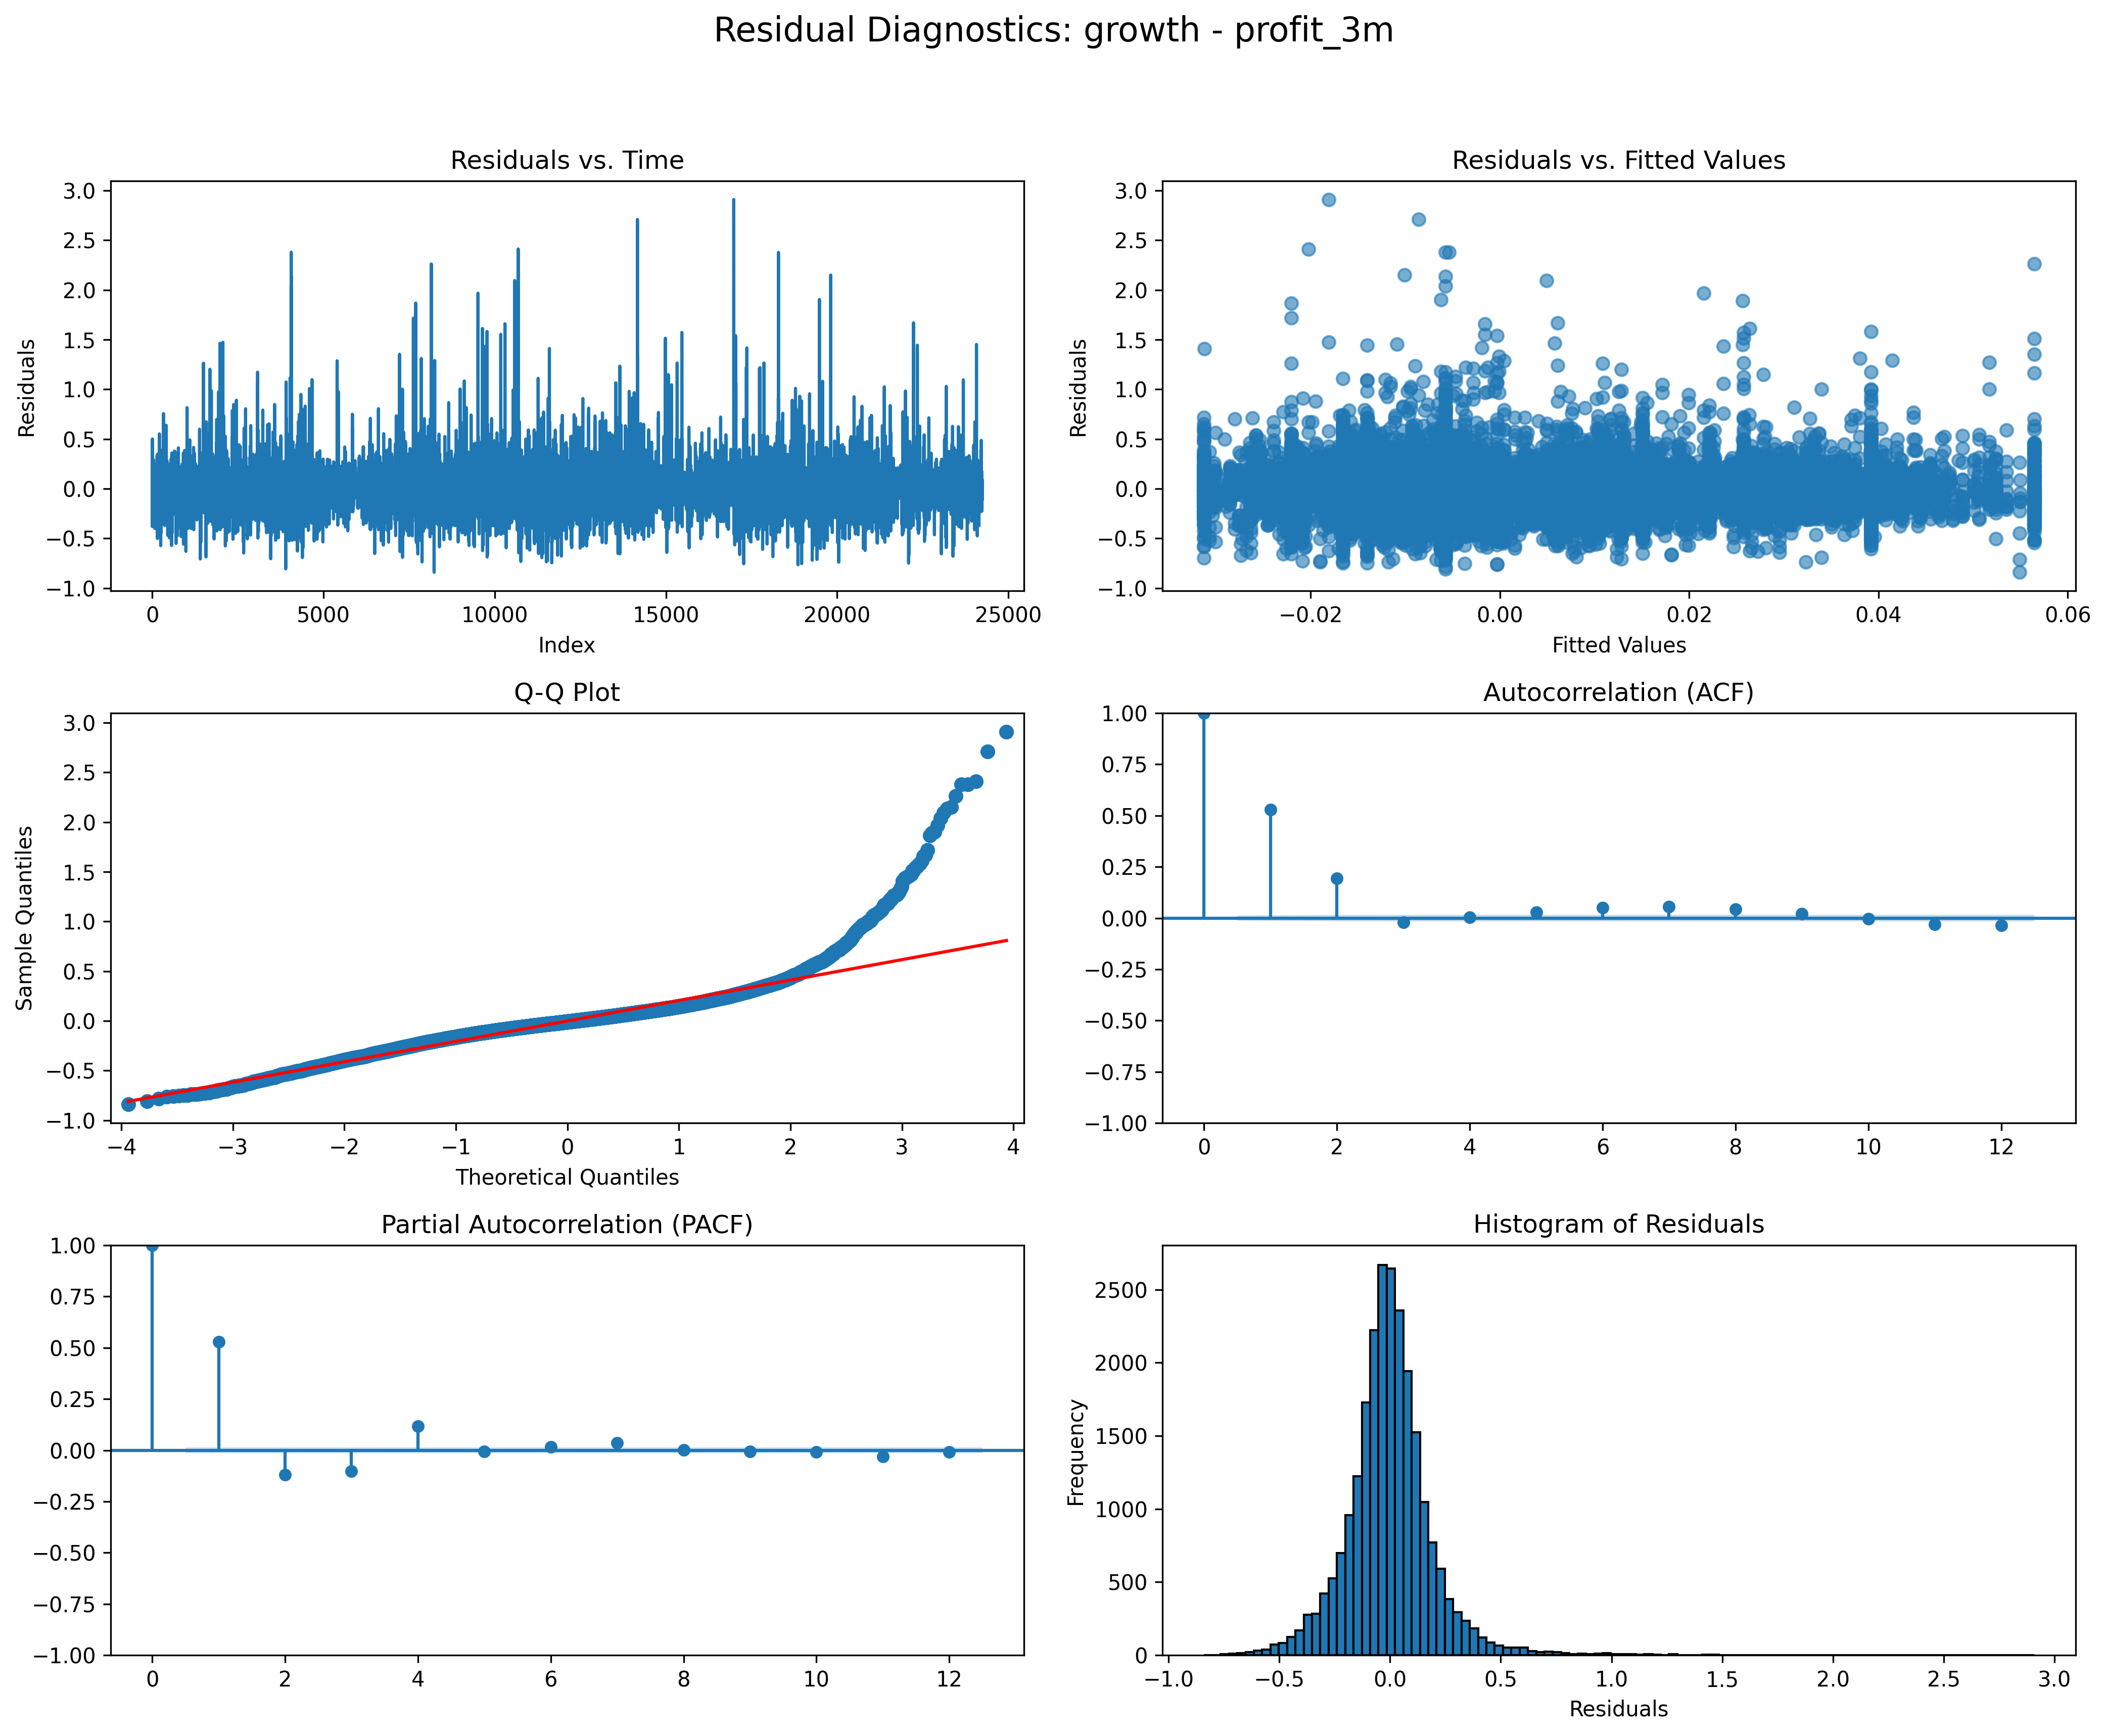 Residual Diagnostics: growth - profit_3m
Residuals vs. Time
3.0
2.5
2.0
1.5
1.0
0.5
0.0
−0.5
−1.0
Residuals
0 5000 10000 15000 20000 25000
Index
Residuals vs. Fitted Values
3.0
2.5
2.0
1.5
1.0
0.5
0.0
−0.5
−1.0
Residuals
−0.02 0.00 0.02 0.04 0.06
Fitted Values
Q-Q Plot
3.0
2.5
2.0
1.5
1.0
0.5
0.0
−0.5
−1.0
Sample Quantiles
−4 −3 −2 −1 0 1 2 3 4
Theoretical Quantiles
Autocorrelation (ACF)
1.00
0.75
0.50
0.25
0.00
−0.25
−0.50
−0.75
−1.00
0 2 4 6 8 10 12
Partial Autocorrelation (PACF)
1.00
0.75
0.50
0.25
0.00
−0.25
−0.50
−0.75
−1.00
0 2 4 6 8 10 12
Histogram of Residuals
2500
2000
1500
1000
500
0
Frequency
−1.0 −0.5 0.0 0.5 1.0 1.5 2.0 2.5 3.0
Residuals